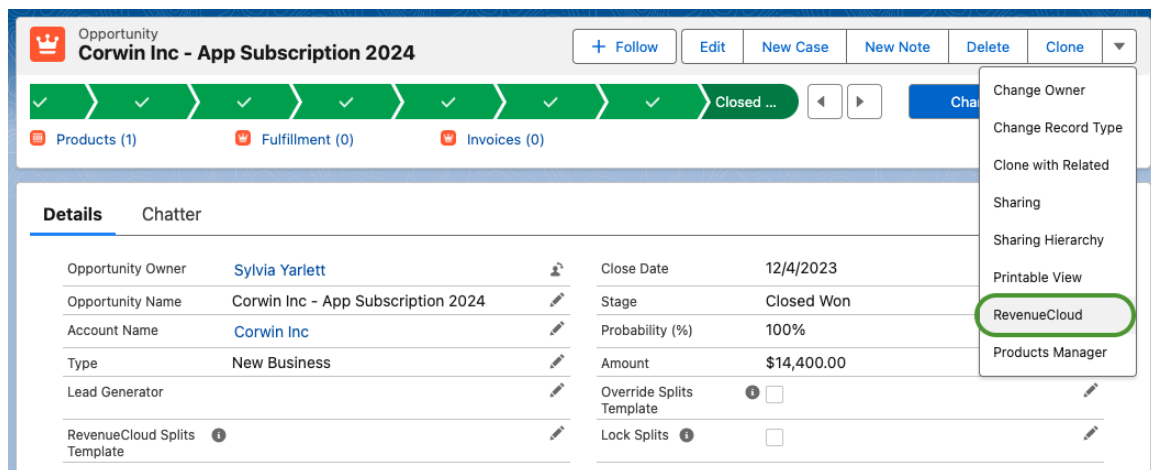 Opportunity
Corwin Inc - App Subscription 2024
+ Follow
Edit
New Case
New Note
Delete
Clone
Closed ...
Products (1)
Fulfillment (0)
Invoices (0)
Change Owner
Change Record Type
Clone with Related
Sharing
Sharing Hierarchy
Printable View
RevenueCloud
Products Manager
Details
Chatter
Opportunity Owner
Sylvia Yarlett
Close Date
12/4/2023
Opportunity Name
Corwin Inc - App Subscription 2024
Stage
Closed Won
Account Name
Corwin Inc
Probability (%)
100%
Type
New Business
Amount
$14,400.00
Lead Generator
Override Splits
Template
RevenueCloud Splits
Template
Lock Splits